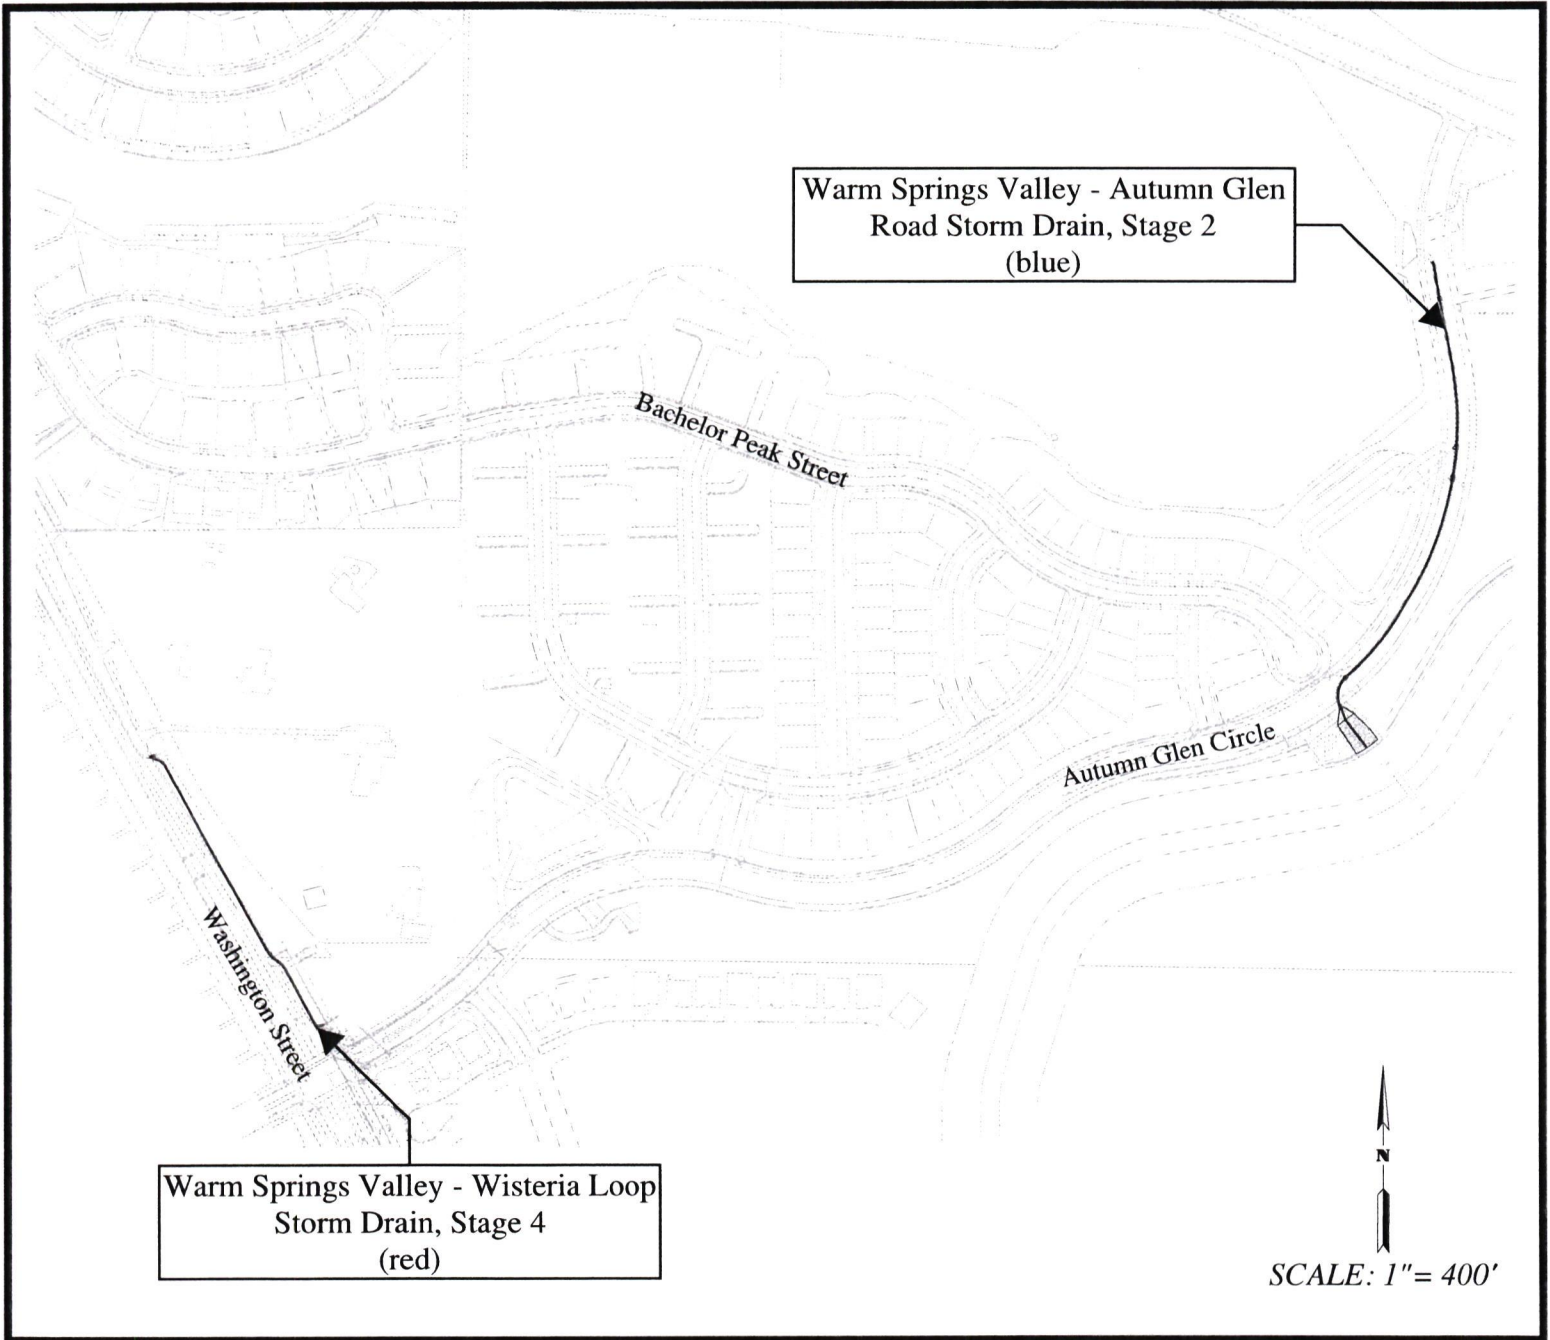 Warm Springs Valley - Autumn Glen
Road Storm Drain, Stage 2
(blue)
Bachelor Peak Street
Autumn Glen Circle
Washington Street
Warm Springs Valley - Wisteria Loop
Storm Drain, Stage 4
(red)
N
SCALE: 1"= 400'